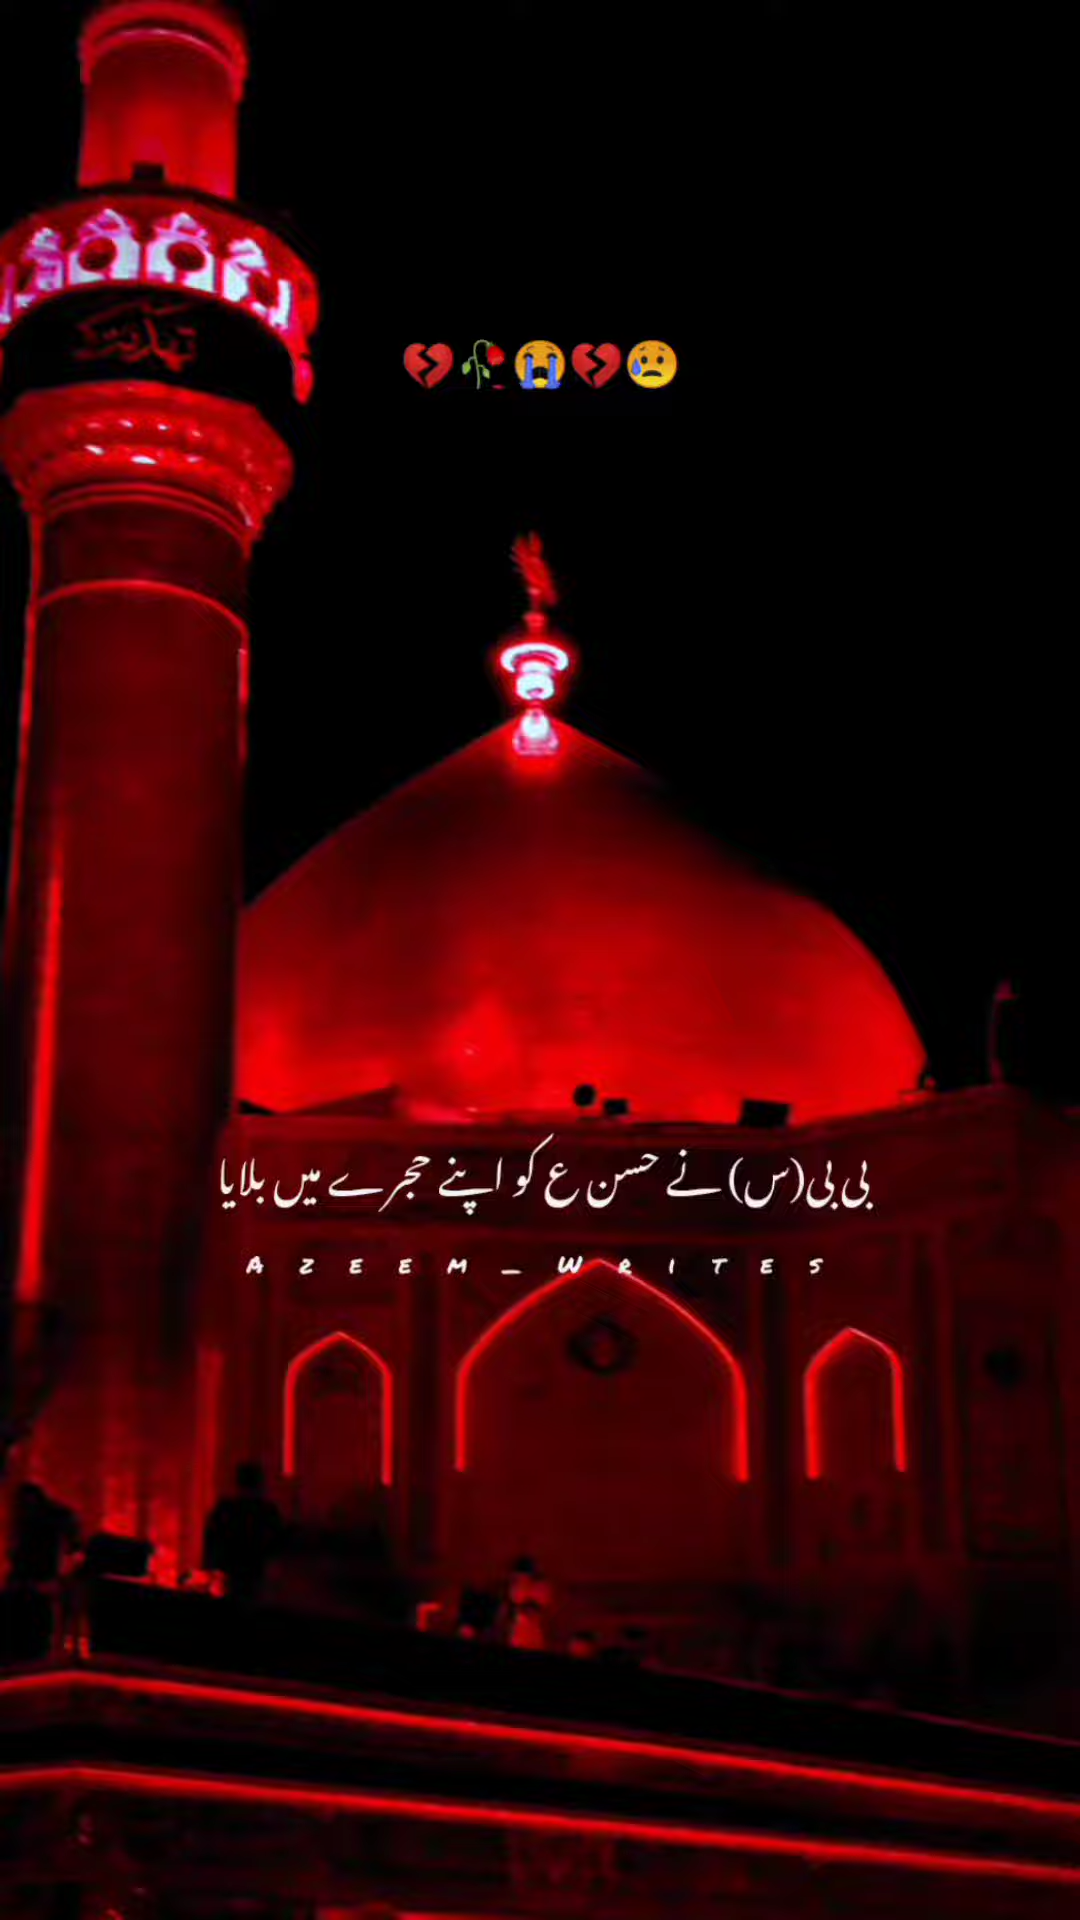 💔🥀😭💔😥
بی بی(س) نے حسن ع کو اپنے حجرے میں بلایا
AZEEM_WRITES